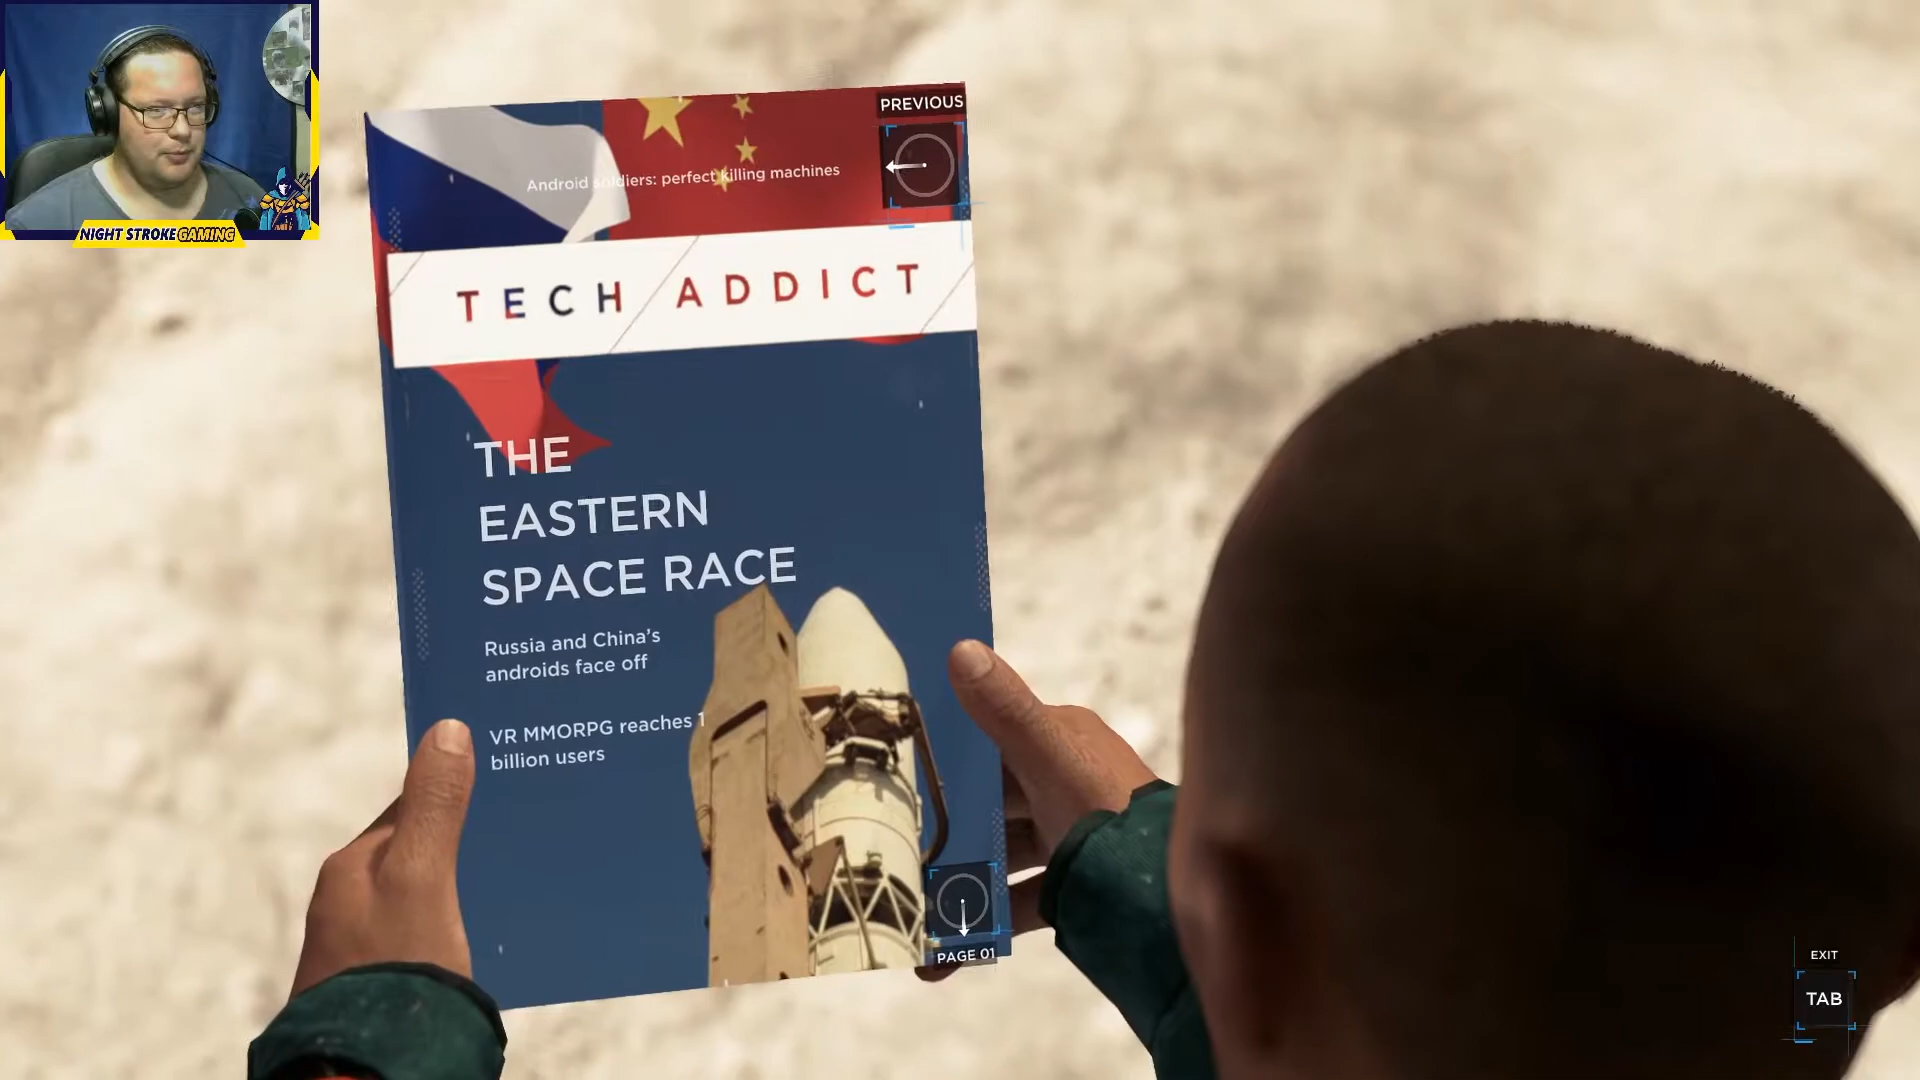 NIGHT STROKE GAMING
PREVIOUS
Android soldiers: perfect killing machines
TECH ADDICT
THE
EASTERN
SPACE RACE
Russia and China's
androids face off
VR MMORPG reaches 1
billion users
PAGE 01
EXIT
TAB